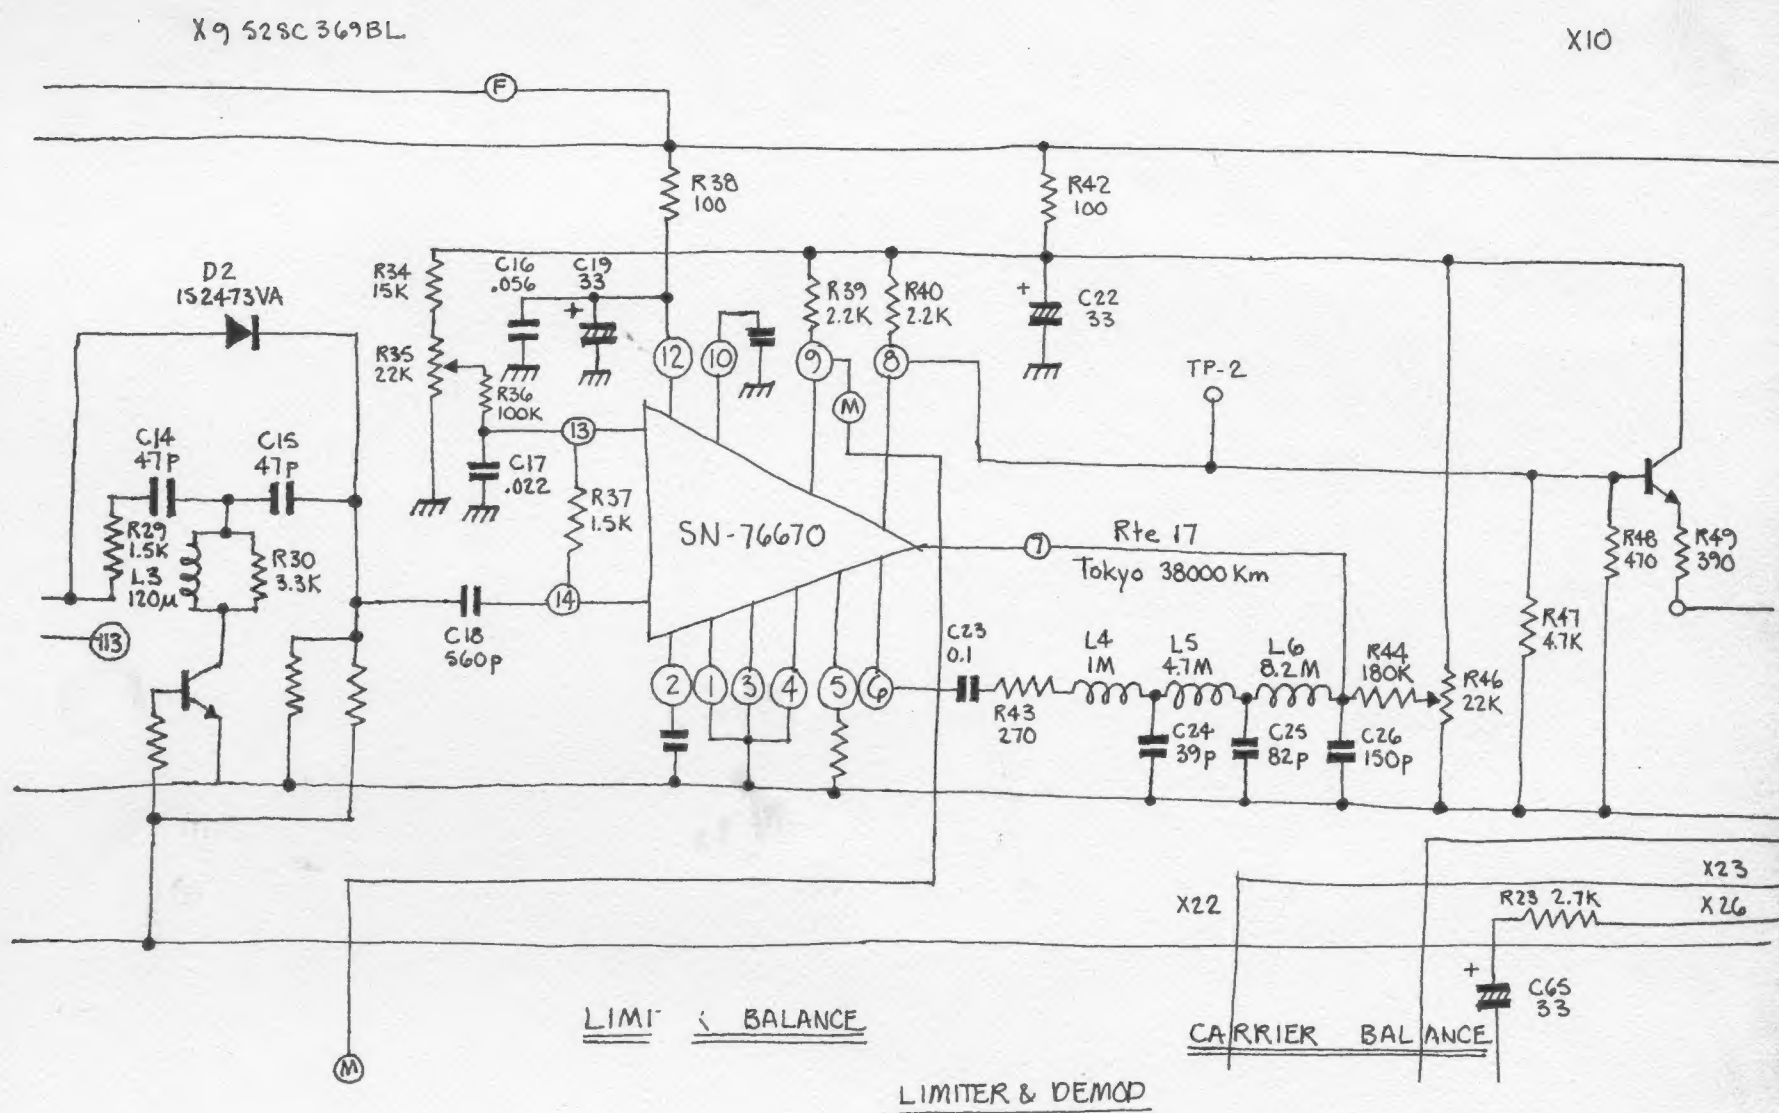 X9 S2SC369BL
X10
F
R38
100
R42
100
D2
1S2473VA
R34
15K
C16
.056
C19
33
+
R39
2.2K
R40
2.2K
+
C22
33
R35
22K
12
10
9
8
TP-2
R36
100K
M
C14
47P
C15
47P
13
C17
.022
R37
1.5K
SN-76670
7
Rte 17
Tokyo 38000 Km
R29
1.5K
L3
120μ
R30
3.3K
R48
470
R49
390
113
C18
560p
14
C23
0.1
L4
1M
L5
4.7M
L6
8.2M
R44
180K
R46
22K
R47
4.7K
2
1
3
4
5
6
R43
270
C24
39p
C25
82p
C26
150p
X22
X23
R23 2.7K
X26
+
C65
33
M
LIMI
BALANCE
CARRIER BALANCE
LIMITER & DEMOD